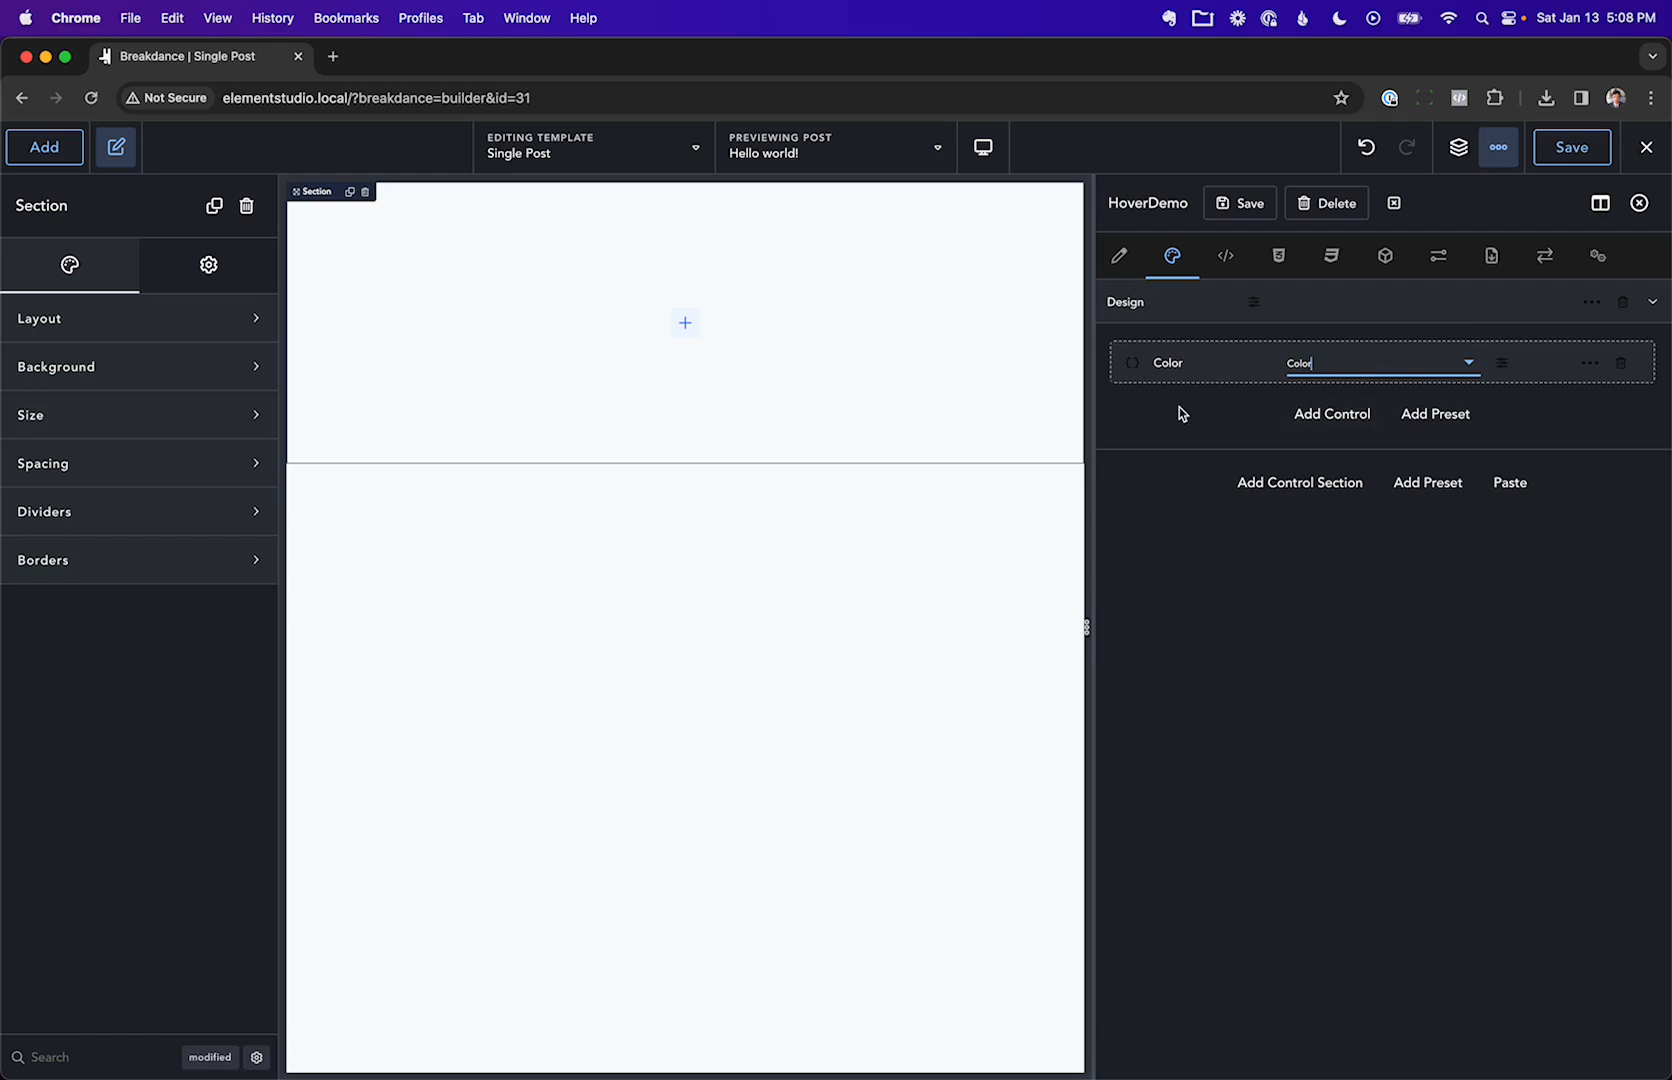 Chrome File Edit View History Bookmarks Profiles Tab Window Help Sat Jan 13 5:08 PM
Breakdance | Single Post
Not Secure elementstudio.local/?breakdance=builder&id=31
Add
EDITING TEMPLATE
Single Post
PREVIEWING POST
Hello world!
Save
Section
Section
HoverDemo Save Delete
Design
Layout
Background
Size
Spacing
Dividers
Borders
Color Color
Add Control Add Preset
Add Control Section Add Preset Paste
Search modified